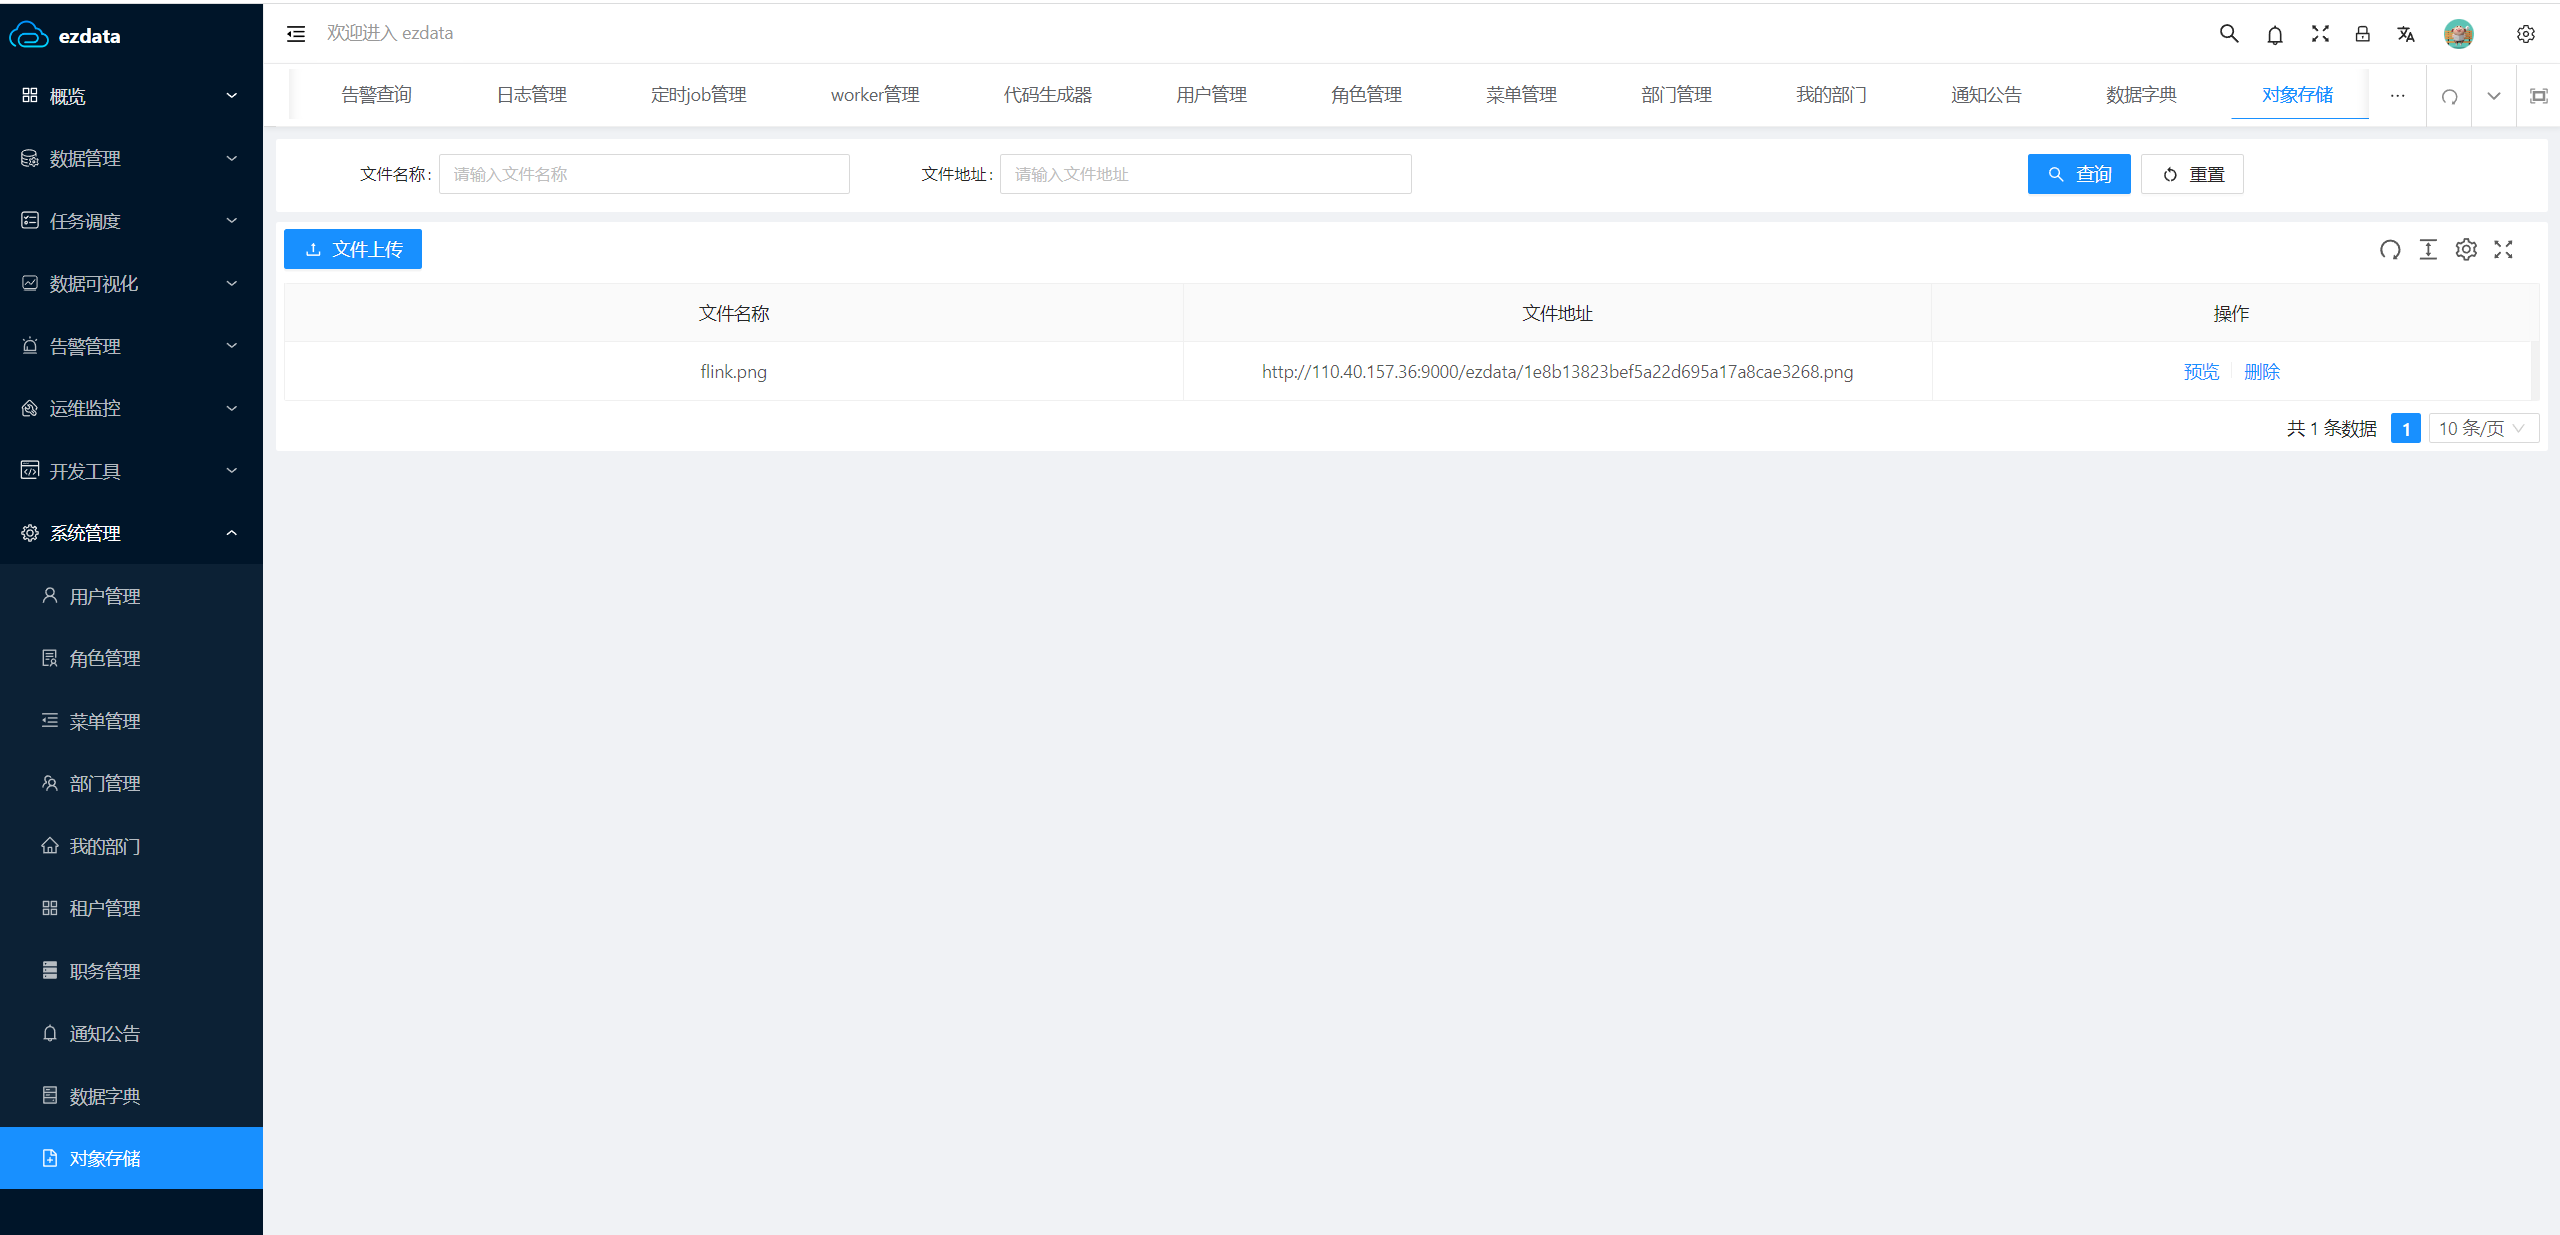 ezdata
欢迎进入 ezdata
概览
数据管理
任务调度
数据可视化
告警管理
运维监控
开发工具
系统管理
用户管理
角色管理
菜单管理
部门管理
我的部门
租户管理
职务管理
通知公告
数据字典
对象存储
告警查询 日志管理 定时job管理 worker管理 代码生成器 用户管理 角色管理 菜单管理 部门管理 我的部门 通知公告 数据字典 对象存储 ···
文件名称: 请输入文件名称 文件地址: 请输入文件地址 查询 重置
文件上传
文件名称 文件地址 操作
flink.png http://110.40.157.36:9000/ezdata/1e8b13823bef5a22d695a17a8cae3268.png 预览 删除
共 1 条数据 1 10 条/页